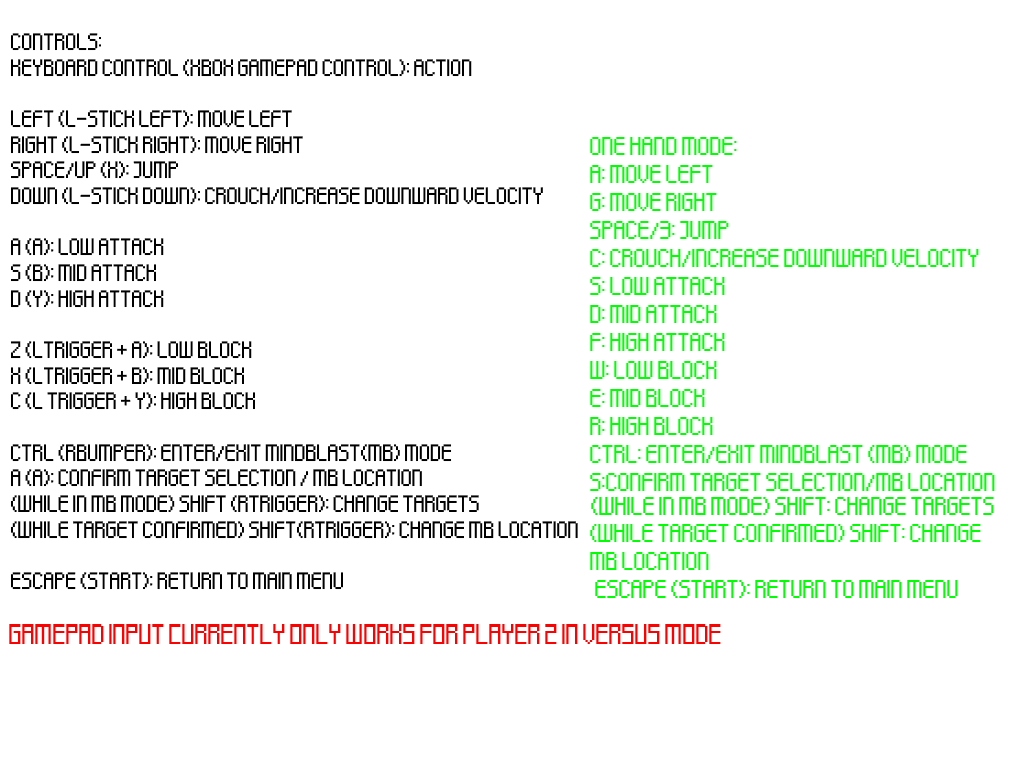 CONTROLS:
KEYBOARD CONTROL (XBOX GAMEPAD CONTROL): ACTION
LEFT (L-STICK LEFT): MOVE LEFT
RIGHT (L-STICK RIGHT): MOVE RIGHT
SPACE/UP (X): JUMP
DOWN (L-STICK DOWN): CROUCH/INCREASE DOWNWARD VELOCITY
A (A): LOW ATTACK
S (B): MID ATTACK
D (Y): HIGH ATTACK
Z (LTRIGGER + A): LOW BLOCK
X (LTRIGGER + B): MID BLOCK
C (L TRIGGER + Y): HIGH BLOCK
CTRL (RBUMPER): ENTER/EXIT MINDBLAST(MB) MODE
A (A): CONFIRM TARGET SELECTION / MB LOCATION
(WHILE IN MB MODE) SHIFT (RTRIGGER): CHANGE TARGETS
(WHILE TARGET CONFIRMED) SHIFT(RTRIGGER): CHANGE MB LOCATION
ESCAPE (START): RETURN TO MAIN MENU
ONE HAND MODE:
A: MOVE LEFT
G: MOVE RIGHT
SPACE/3: JUMP
C: CROUCH/INCREASE DOWNWARD VELOCITY
S: LOW ATTACK
D: MID ATTACK
F: HIGH ATTACK
W: LOW BLOCK
E: MID BLOCK
R: HIGH BLOCK
CTRL: ENTER/EXIT MINDBLAST (MB) MODE
S:CONFIRM TARGET SELECTION/MB LOCATION
(WHILE IN MB MODE) SHIFT: CHANGE TARGETS
(WHILE TARGET CONFIRMED) SHIFT: CHANGE
MB LOCATION
ESCAPE (START): RETURN TO MAIN MENU
GAMEPAD INPUT CURRENTLY ONLY WORKS FOR PLAYER 2 IN VERSUS MODE